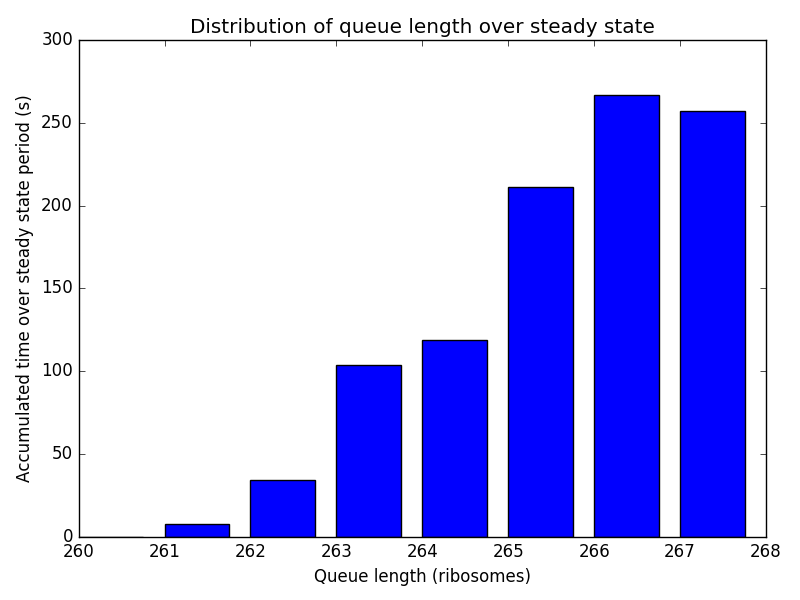 Distribution of queue length over steady state
Accumulated time over steady state period (s)
300
250
200
150
100
50
0
260 261 262 263 264 265 266 267 268
Queue length (ribosomes)